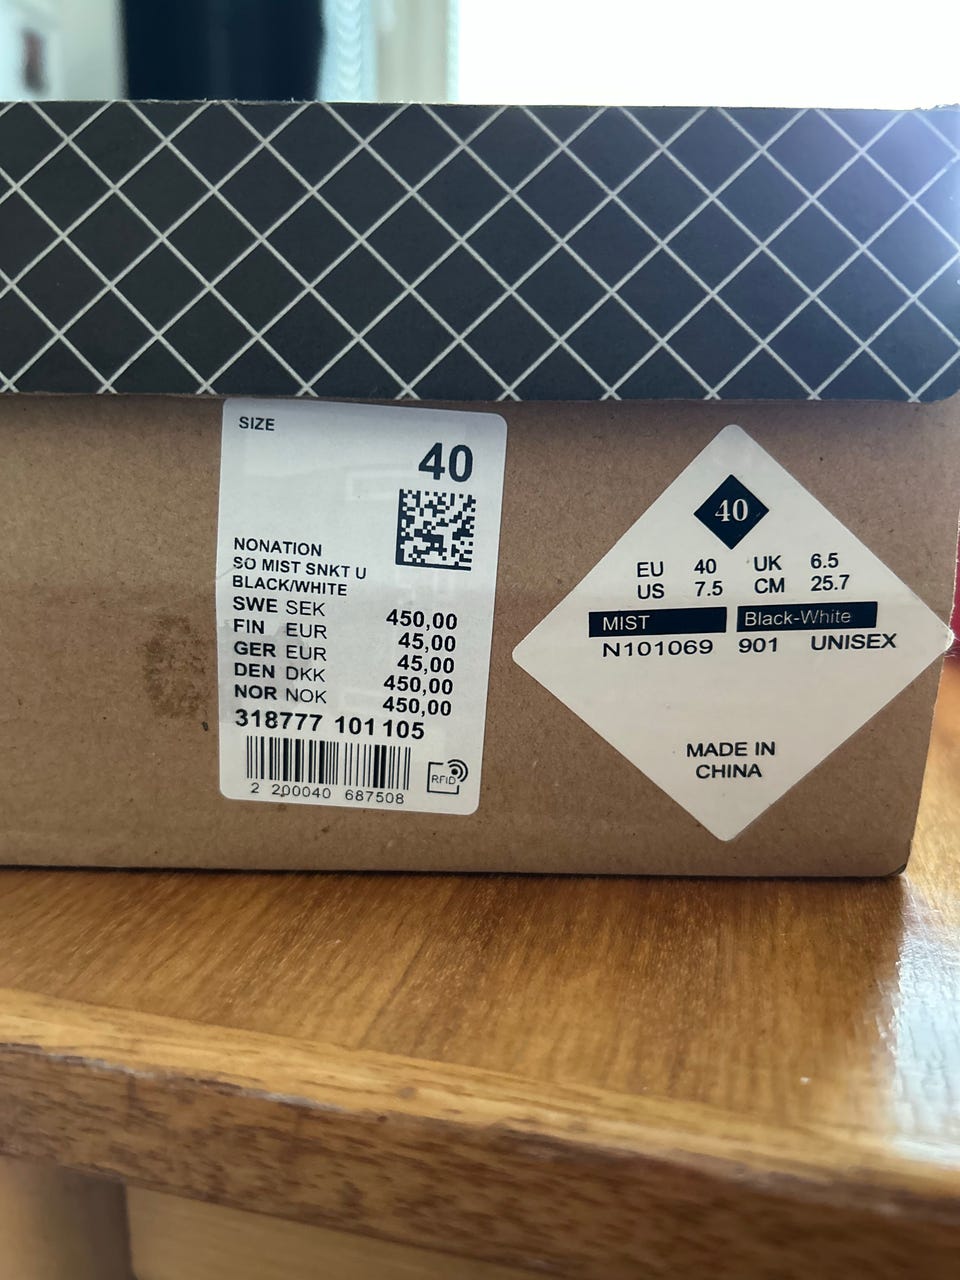 SIZE
40
NONATION
SO MIST SNKT U
BLACK/WHITE
SWE SEK 450,00
FIN EUR 45,00
GER EUR 45,00
DEN DKK 450,00
NOR NOK 450,00
318777 101 105
2 200040 687508
RFID
40
EU 40 UK 6.5
US 7.5 CM 25.7
MIST Black-White
N101069 901 UNISEX
MADE IN
CHINA